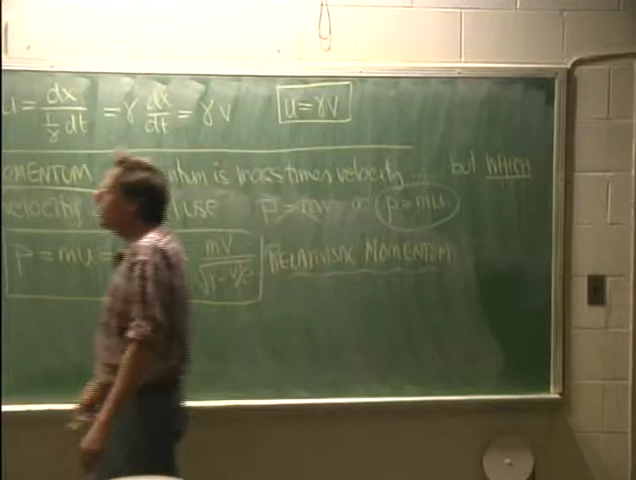 u = dx / (1/γ dt) = γ dx/dt = γv    u = γv
MOMENTUM    is mass times velocity ..... but WHICH
velocity    use    p = mv or p = mu
p = mu = mv / √(1 - v²/c²)    RELATIVISTIC MOMENTUM